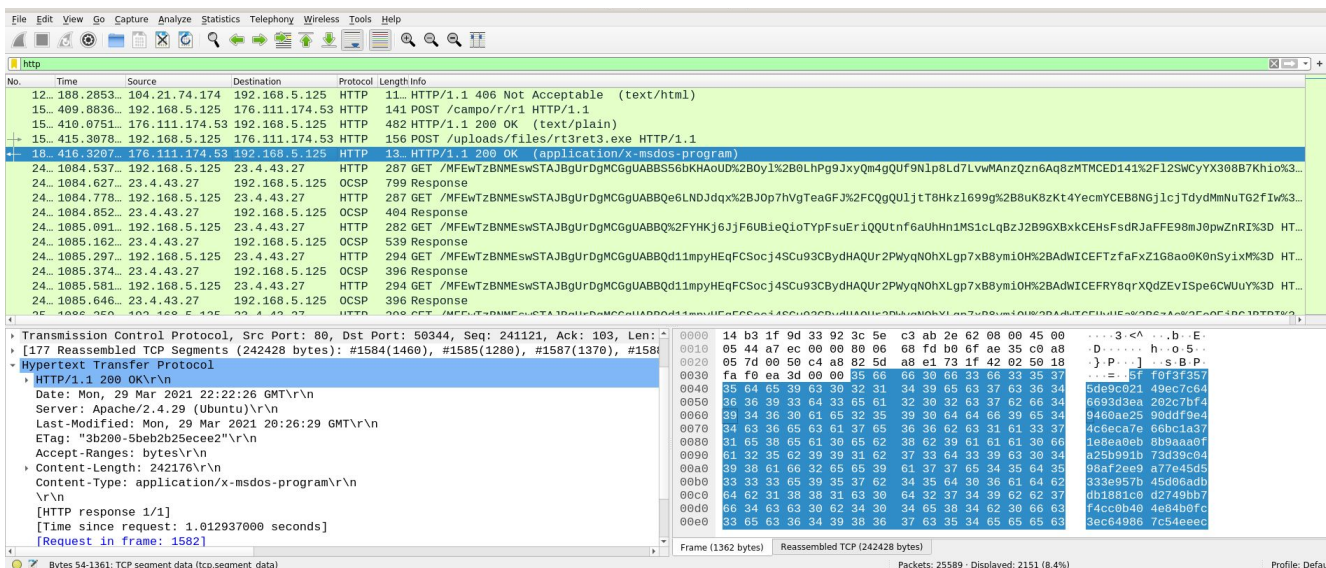 File Edit View Go Capture Analyze Statistics Telephony Wireless Tools Help
http
No. Time Source Destination Protocol Length Info
12… 188.2853… 104.21.74.174 192.168.5.125 HTTP 11… HTTP/1.1 406 Not Acceptable (text/html)
15… 409.8836… 192.168.5.125 176.111.174.53 HTTP 141 POST /campo/r/r1 HTTP/1.1
15… 410.0751… 176.111.174.53 192.168.5.125 HTTP 482 HTTP/1.1 200 OK (text/plain)
15… 415.3078… 192.168.5.125 176.111.174.53 HTTP 156 POST /uploads/files/rt3ret3.exe HTTP/1.1
18… 416.3207… 176.111.174.53 192.168.5.125 HTTP 13… HTTP/1.1 200 OK (application/x-msdos-program)
24… 1084.537… 192.168.5.125 23.4.43.27 HTTP 287 GET
24… 1084.627… 23.4.43.27 192.168.5.125 OCSP 799 Response
24… 1084.778… 192.168.5.125 23.4.43.27 HTTP 287 GET
24… 1084.852… 23.4.43.27 192.168.5.125 OCSP 404 Response
24… 1085.091… 192.168.5.125 23.4.43.27 HTTP 282 GET
24… 1085.162… 23.4.43.27 192.168.5.125 OCSP 539 Response
24… 1085.297… 192.168.5.125 23.4.43.27 HTTP 294 GET
24… 1085.374… 23.4.43.27 192.168.5.125 OCSP 396 Response
24… 1085.581… 192.168.5.125 23.4.43.27 HTTP 294 GET
24… 1085.646… 23.4.43.27 192.168.5.125 OCSP 396 Response
Transmission Control Protocol, Src Port: 80, Dst Port: 50344, Seq: 241121, Ack: 103, Len:
[177 Reassembled TCP Segments (242428 bytes): #1584(1460), #1585(1280), #1587(1370), #158
Hypertext Transfer Protocol
HTTP/1.1 200 OK\r\n
Date: Mon, 29 Mar 2021 22:22:26 GMT\r\n
Server: Apache/2.4.29 (Ubuntu)\r\n
Last-Modified: Mon, 29 Mar 2021 20:26:29 GMT\r\n
ETag: "3b200-5beb2b25ecee2"\r\n
Accept-Ranges: bytes\r\n
Content-Length: 242176\r\n
Content-Type: application/x-msdos-program\r\n
\r\n
[HTTP response 1/1]
[Time since request: 1.012937000 seconds]
[Request in frame: 1582]
0000 14 b3 1f 9d 33 92 3c 5e c3 ab 2e 62 08 00 45 00 ····3·<^ ···b··E·
0010 05 44 a7 ec 00 00 80 06 68 fd b0 6f ae 35 c0 a8 ·D······ h··o·5··
0020 05 7d 00 50 c4 a8 82 5d a8 e1 73 1f 42 02 50 18 ·}·P···] ··s·B·P·
0030 fa f0 ea 3d 00 00 35 66 66 30 66 33 66 33 35 37 ···=··5f f0f3f357
0040 35 64 65 39 63 30 32 31 34 39 65 63 37 63 36 34 5de9c021 49ec7c64
0050 36 36 39 33 64 33 65 61 32 30 32 63 37 62 66 34 6693d3ea 202c7bf4
0060 39 34 36 30 61 65 32 35 39 30 64 64 66 39 65 34 9460ae25 90ddf9e4
0070 34 63 36 65 63 61 37 65 36 36 62 63 31 61 33 37 4c6eca7e 66bc1a37
0080 31 65 38 65 61 30 65 62 38 62 39 61 61 61 30 66 1e8ea0eb 8b9aaa0f
0090 61 32 35 62 39 39 31 62 37 33 64 33 39 63 30 34 a25b991b 73d39c04
00a0 39 38 61 66 32 65 65 39 61 37 37 65 34 35 64 35 98af2ee9 a77e45d5
00b0 33 33 33 65 39 35 37 62 34 35 64 30 36 61 64 62 333e957b 45d06adb
00c0 64 62 31 38 38 31 63 30 64 32 37 34 39 62 62 37 db1881c0 d2749bb7
00d0 66 34 63 63 30 62 34 30 34 65 38 34 62 30 66 63 f4cc0b40 4e84b0fc
00e0 33 65 63 36 34 39 38 36 37 63 35 34 65 65 65 63 3ec64986 7c54eeec
Frame (1362 bytes) Reassembled TCP (242428 bytes)
Bytes 54-1361: TCP segment data (tcp.segment_data) Packets: 25589 · Displayed: 2151 (8.4%) Profile: Defau